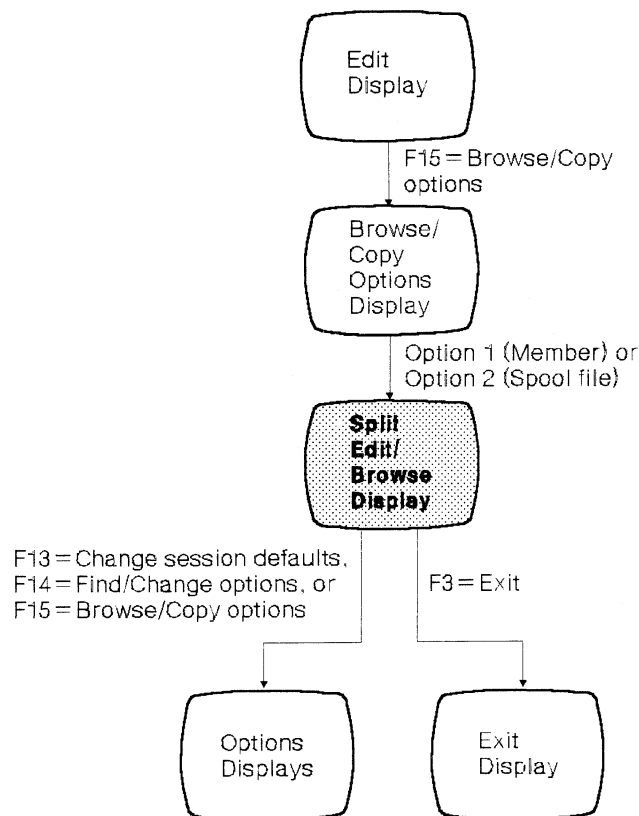 Edit
Display
F15=Browse/Copy
options
Browse/
Copy
Options
Display
Option 1 (Member) or
Option 2 (Spool file)
Split
Edit/
Browse
Display
F13=Change session defaults,
F14=Find/Change options, or
F15=Browse/Copy options
F3=Exit
Options
Displays
Exit
Display